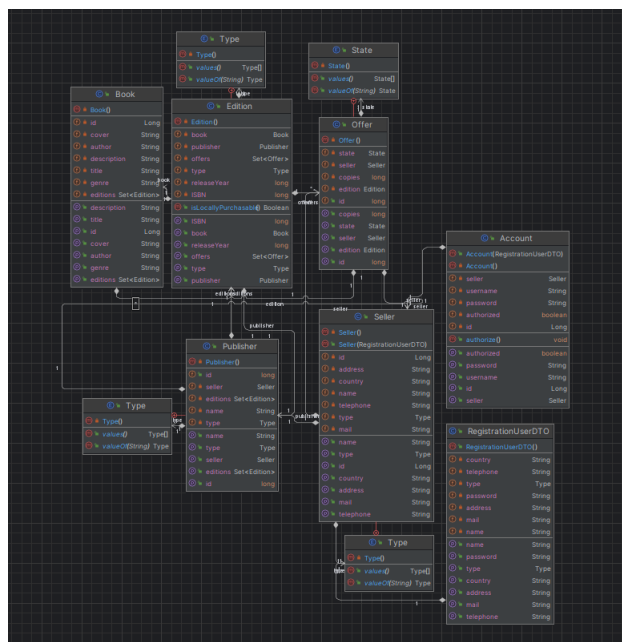 Type
Type()
values() Type[]
valueOf(String) Type
State
State()
values() State[]
valueOf(String) State
Book
Book()
id Long
cover String
author String
description String
title String
genre String
editions Set<Edition>
description String
title String
id Long
cover String
author String
genre String
editions Set<Edition>
Edition
Edition()
book Book
publisher Publisher
offers Set<Offer>
type Type
releaseYear long
ISBN long
isLocallyPurchasable() Boolean
ISBN long
book Book
releaseYear long
offers Set<Offer>
type Type
publisher Publisher
Offer
Offer()
state State
seller Seller
copies long
edition Edition
id long
copies long
state State
seller Seller
edition Edition
id long
Account
Account(RegistrationUserDTO)
Account()
seller Seller
username String
password String
authorized boolean
id Long
authorize() void
authorized boolean
password String
username String
id Long
seller Seller
Publisher
Publisher()
id long
seller Seller
editions Set<Edition>
name String
type Type
name String
type Type
seller Seller
editions Set<Edition>
id long
Seller
Seller()
Seller(RegistrationUserDTO)
id Long
address String
country String
name String
telephone String
type Type
mail String
name String
type Type
id Long
country String
address String
mail String
telephone String
Type
Type()
values() Type[]
valueOf(String) Type
RegistrationUserDTO
RegistrationUserDTO()
country String
telephone String
type Type
password String
address String
mail String
name String
name String
password String
type Type
country String
address String
mail String
telephone String
Type
Type()
values() Type[]
valueOf(String) Type
book
state
edition
publisher
seller
seller
1
1
1
1
1